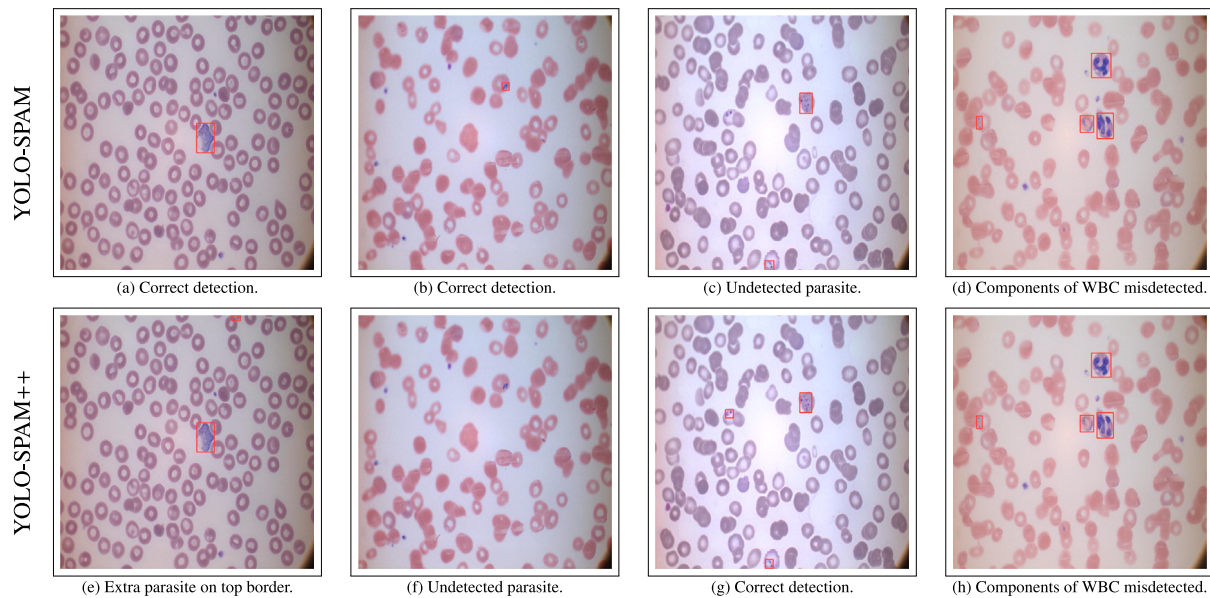 YOLO-SPAM
(a) Correct detection.
(b) Correct detection.
(c) Undetected parasite.
(d) Components of WBC misdetected.
YOLO-SPAM++
(e) Extra parasite on top border.
(f) Undetected parasite.
(g) Correct detection.
(h) Components of WBC misdetected.